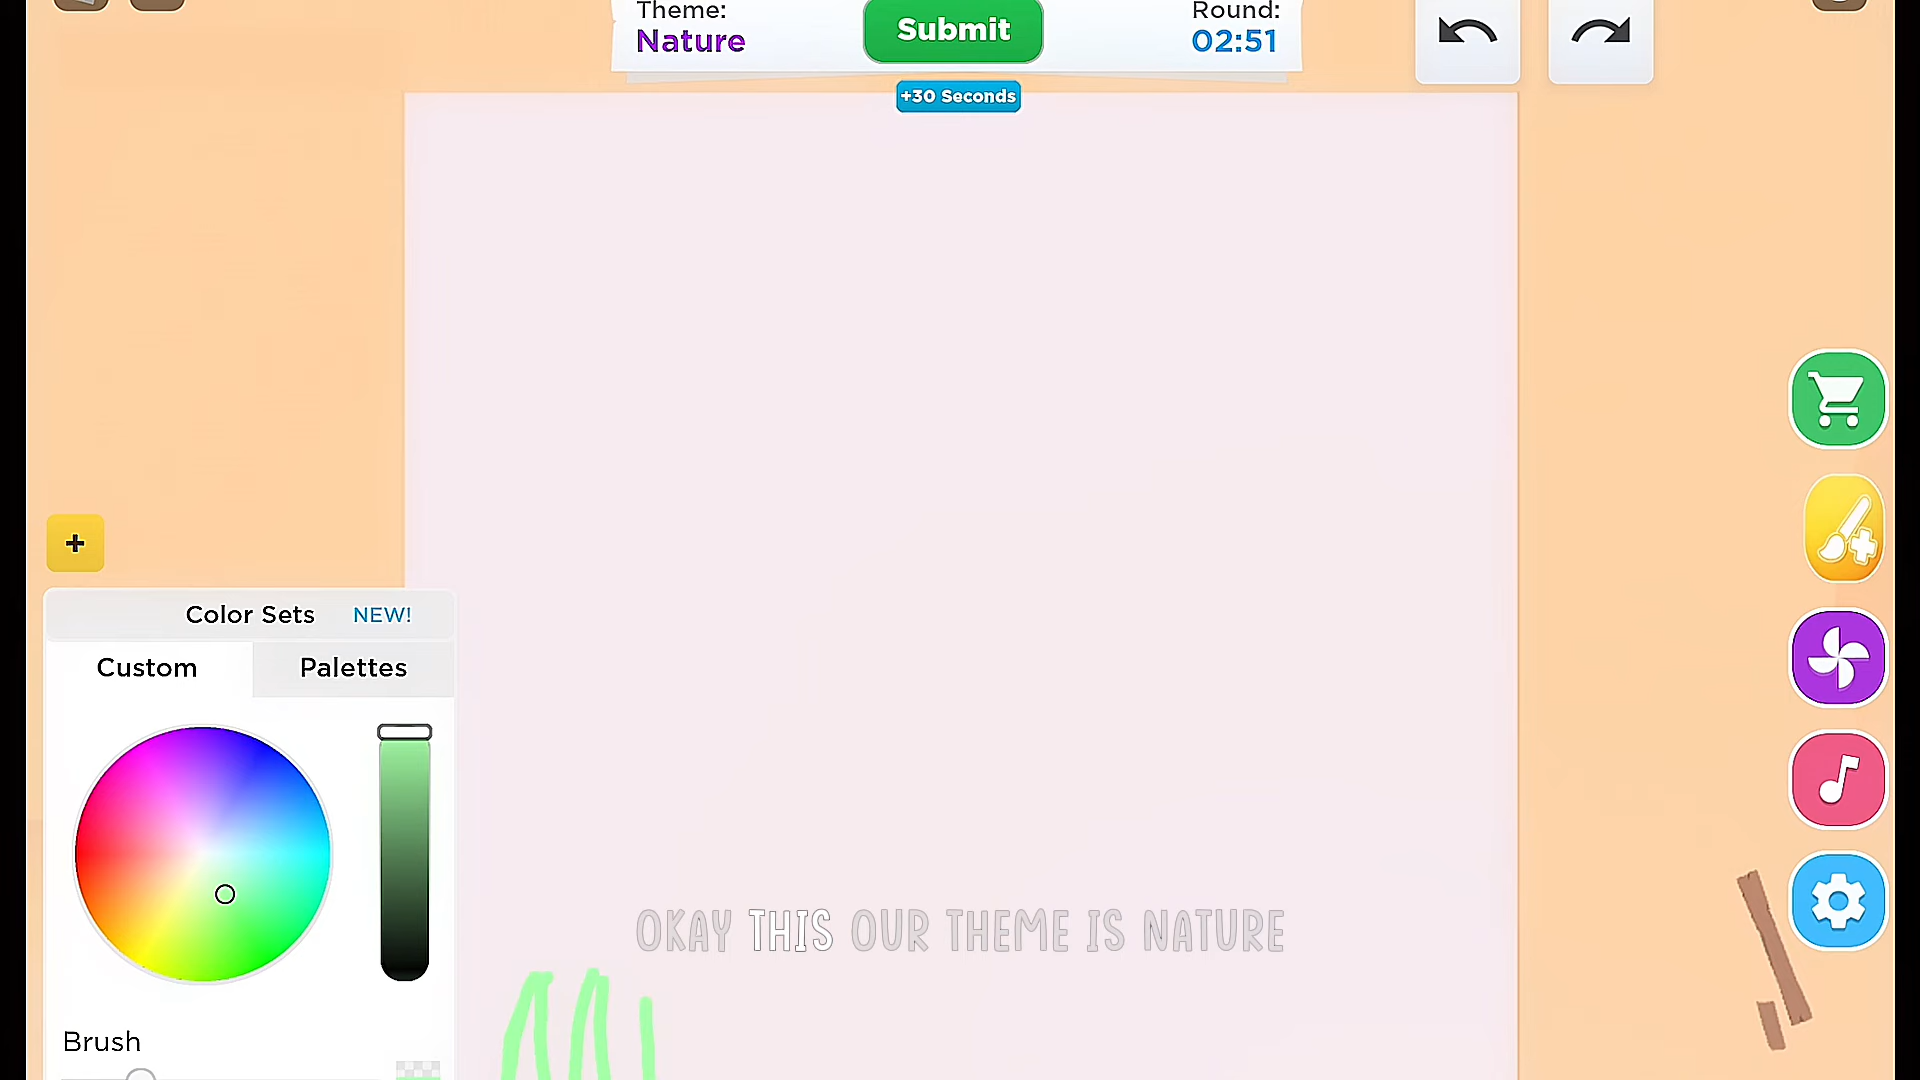 Theme:
Nature
Submit
Round:
02:51
+30 Seconds
+
Color Sets NEW!
Custom
Palettes
OKAY THIS OUR THEME IS NATURE
Brush